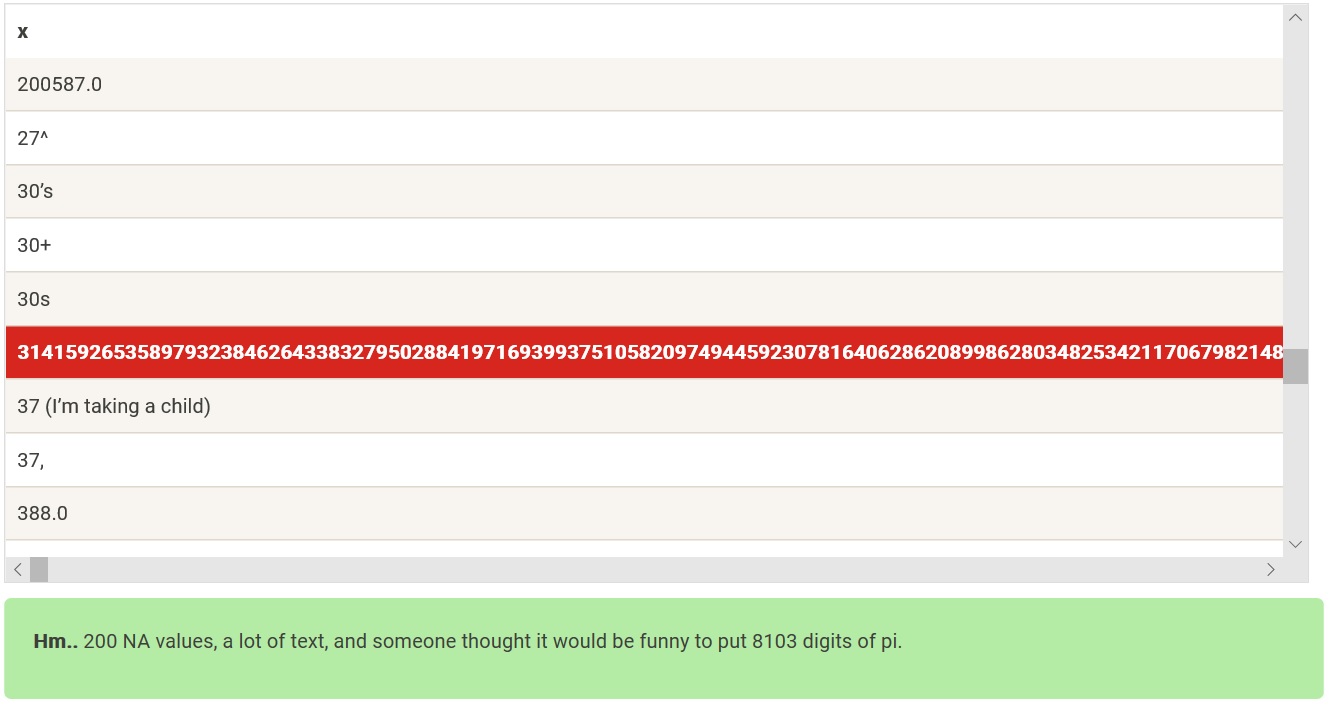 x
200587.0
27^
30’s
30+
30s
3141592653589793238462643383279502884197169399375105820974944592307816406286208998628034825342117067982148
37 (I’m taking a child)
37,
388.0
Hm.. 200 NA values, a lot of text, and someone thought it would be funny to put 8103 digits of pi.